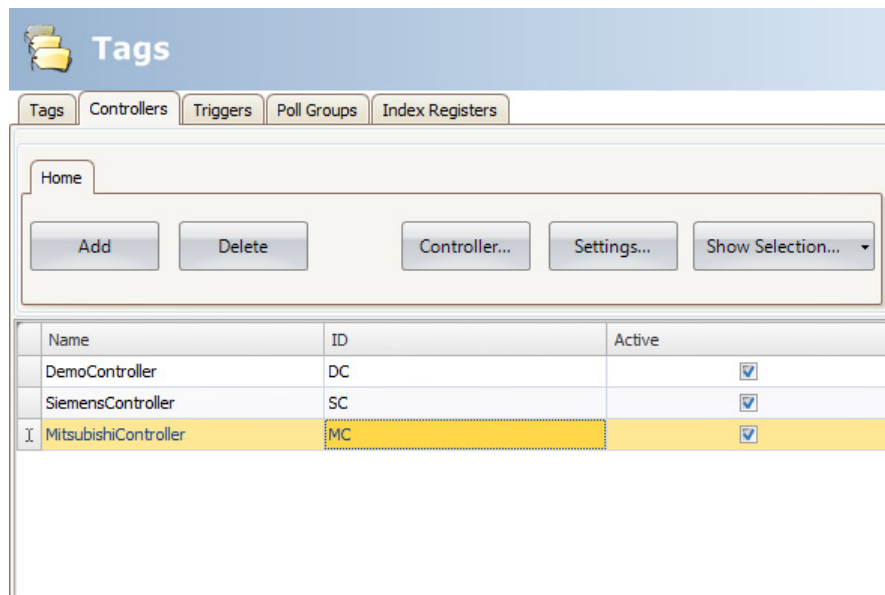 Tags
Tags Controllers Triggers Poll Groups Index Registers
Home
Add Delete Controller... Settings... Show Selection...
Name ID Active
DemoController DC
SiemensController SC
MitsubishiController MC